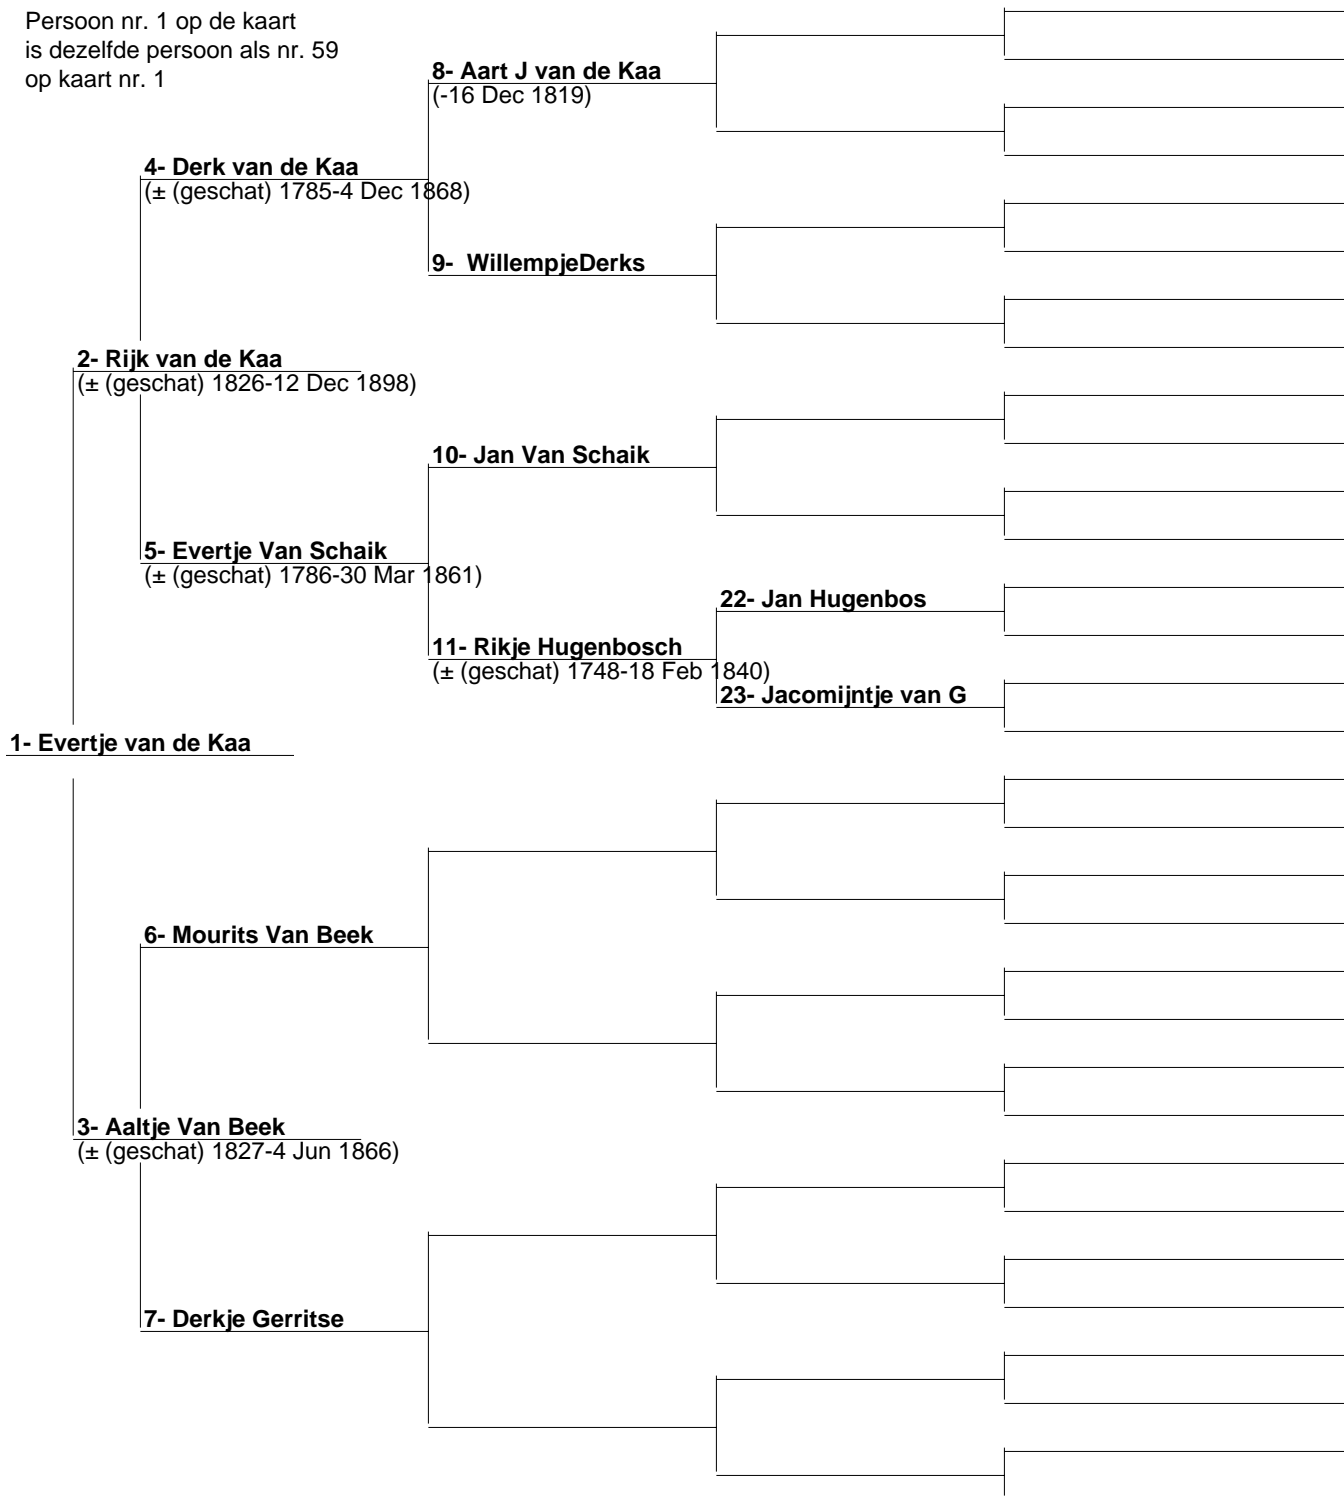 Persoon nr. 1 op de kaart
is dezelfde persoon als nr. 59
op kaart nr. 1
8- Aart J van de Kaa
(-16 Dec 1819)
4- Derk van de Kaa
(± (geschat) 1785-4 Dec 1868)
9-  WillempjeDerks
2- Rijk van de Kaa
(± (geschat) 1826-12 Dec 1898)
10- Jan Van Schaik
5- Evertje Van Schaik
(± (geschat) 1786-30 Mar 1861)
22- Jan Hugenbos
11- Rikje Hugenbosch
(± (geschat) 1748-18 Feb 1840)
23- Jacomijntje van G
1- Evertje van de Kaa
6- Mourits Van Beek
3- Aaltje Van Beek
(± (geschat) 1827-4 Jun 1866)
7- Derkje Gerritse